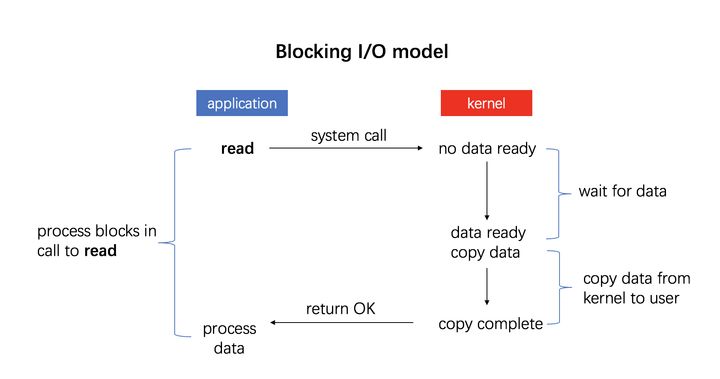 Blocking I/O model
application
kernel
read
system call
no data ready
wait for data
process blocks in
call to read
data ready
copy data
copy data from
kernel to user
return OK
copy complete
process
data